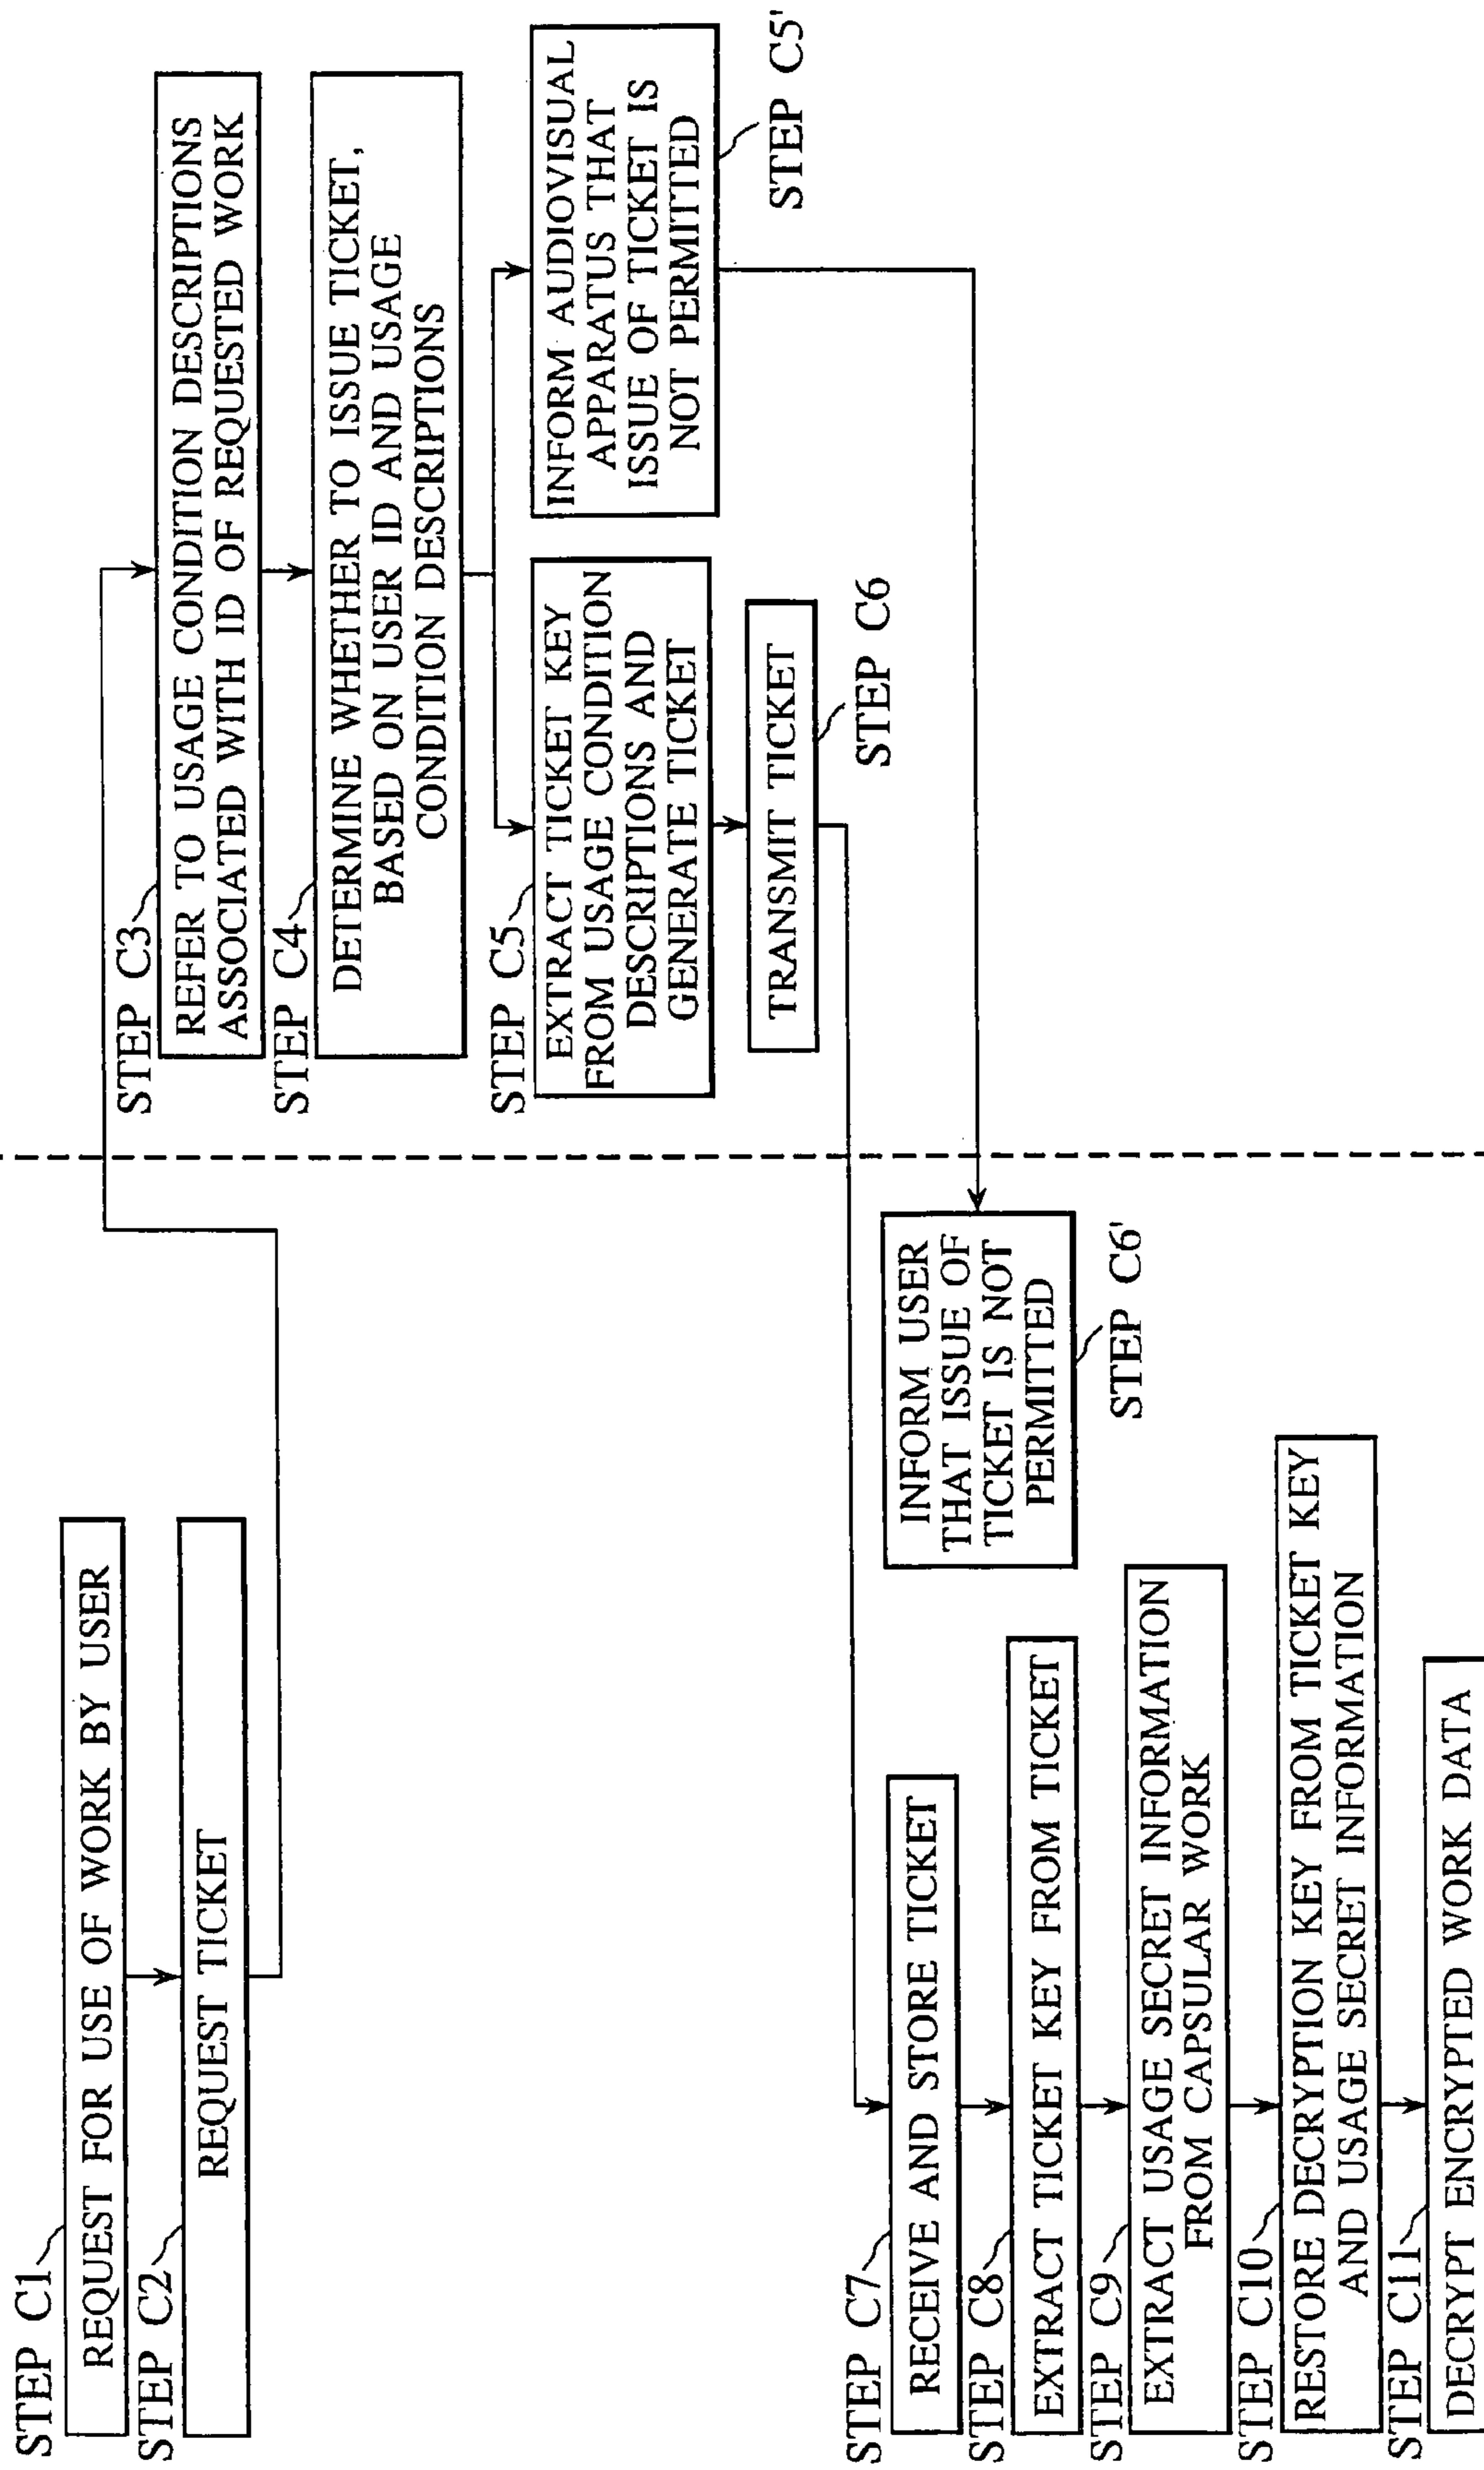 STEP C1
REQUEST FOR USE OF WORK BY USER
STEP C2
REQUEST TICKET
STEP C3
REFER TO USAGE CONDITION DESCRIPTIONS
ASSOCIATED WITH ID OF REQUESTED WORK
STEP C4
DETERMINE WHETHER TO ISSUE TICKET,
BASED ON USER ID AND USAGE
CONDITION DESCRIPTIONS
STEP C5
EXTRACT TICKET KEY
FROM USAGE CONDITION
DESCRIPTIONS AND
GENERATE TICKET
INFORM AUDIOVISUAL
APPARATUS THAT
ISSUE OF TICKET IS
NOT PERMITTED
STEP C5'
TRANSMIT TICKET
STEP C6
INFORM USER
THAT ISSUE OF
TICKET IS NOT
PERMITTED
STEP C6'
STEP C7
RECEIVE AND STORE TICKET
STEP C8
EXTRACT TICKET KEY FROM TICKET
STEP C9
EXTRACT USAGE SECRET INFORMATION
FROM CAPSULAR WORK
STEP C10
RESTORE DECRYPTION KEY FROM TICKET KEY
AND USAGE SECRET INFORMATION
STEP C11
DECRYPT ENCRYPTED WORK DATA